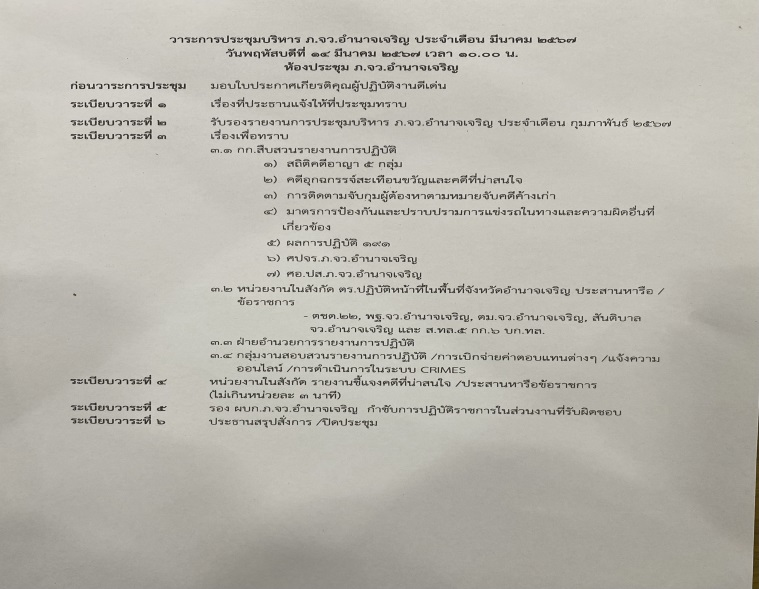 วาระการประชุมบริหาร ภ.จว.อำนาจเจริญ ประจำเดือน มีนาคม ๒๕๖๗
วันพฤหัสบดีที่ ๑๔ มีนาคม ๒๕๖๗ เวลา ๑๐.๐๐ น.
ห้องประชุม ภ.จว.อำนาจเจริญ
ก่อนวาระการประชุม มอบใบประกาศเกียรติคุณผู้ปฏิบัติงานดีเด่น
ระเบียบวาระที่ ๑ เรื่องที่ประธานแจ้งให้ที่ประชุมทราบ
ระเบียบวาระที่ ๒ รับรองรายงานการประชุมบริหาร ภ.จว.อำนาจเจริญ ประจำเดือน กุมภาพันธ์ ๒๕๖๗
ระเบียบวาระที่ ๓ เรื่องเพื่อทราบ
๓.๑ กก.สืบสวนรายงานการปฏิบัติ
๑) สถิติคดีอาญา ๕ กลุ่ม
๒) คดีอุกฉกรรจ์สะเทือนขวัญและคดีที่น่าสนใจ
๓) การติดตามจับกุมผู้ต้องหาตามหมายจับคดีค้างเก่า
๔) มาตรการป้องกันและปราบปรามการแข่งรถในทางและความผิดอื่นที่
เกี่ยวข้อง
๕) ผลการปฏิบัติ ๑๙๑
๖) ศปจร.ภ.จว.อำนาจเจริญ
๗) ศอ.ปส.ภ.จว.อำนาจเจริญ
๓.๒ หน่วยงานในสังกัด ตร.ปฏิบัติหน้าที่ในพื้นที่จังหวัดอำนาจเจริญ ประสานหารือ /
ข้อราชการ
- ตชด.๒๒, พฐ.จว.อำนาจเจริญ, ตม.จว.อำนาจเจริญ, สันติบาล
จว.อำนาจเจริญ และ ส.ทล.๕ กก.๖ บก.ทล.
๓.๓ ฝ่ายอำนวยการรายงานการปฏิบัติ
๓.๔ กลุ่มงานสอบสวนรายงานการปฏิบัติ /การเบิกจ่ายค่าตอบแทนต่างๆ /แจ้งความ
ออนไลน์ /การดำเนินการในระบบ CRIMES
ระเบียบวาระที่ ๔ หน่วยงานในสังกัด รายงานชี้แจงคดีที่น่าสนใจ /ประสานหารือข้อราชการ
(ไม่เกินหน่วยละ ๓ นาที)
ระเบียบวาระที่ ๕ รอง ผบก.ภ.จว.อำนาจเจริญ กำชับการปฏิบัติราชการในส่วนงานที่รับผิดชอบ
ระเบียบวาระที่ ๖ ประธานสรุปสั่งการ /ปิดประชุม